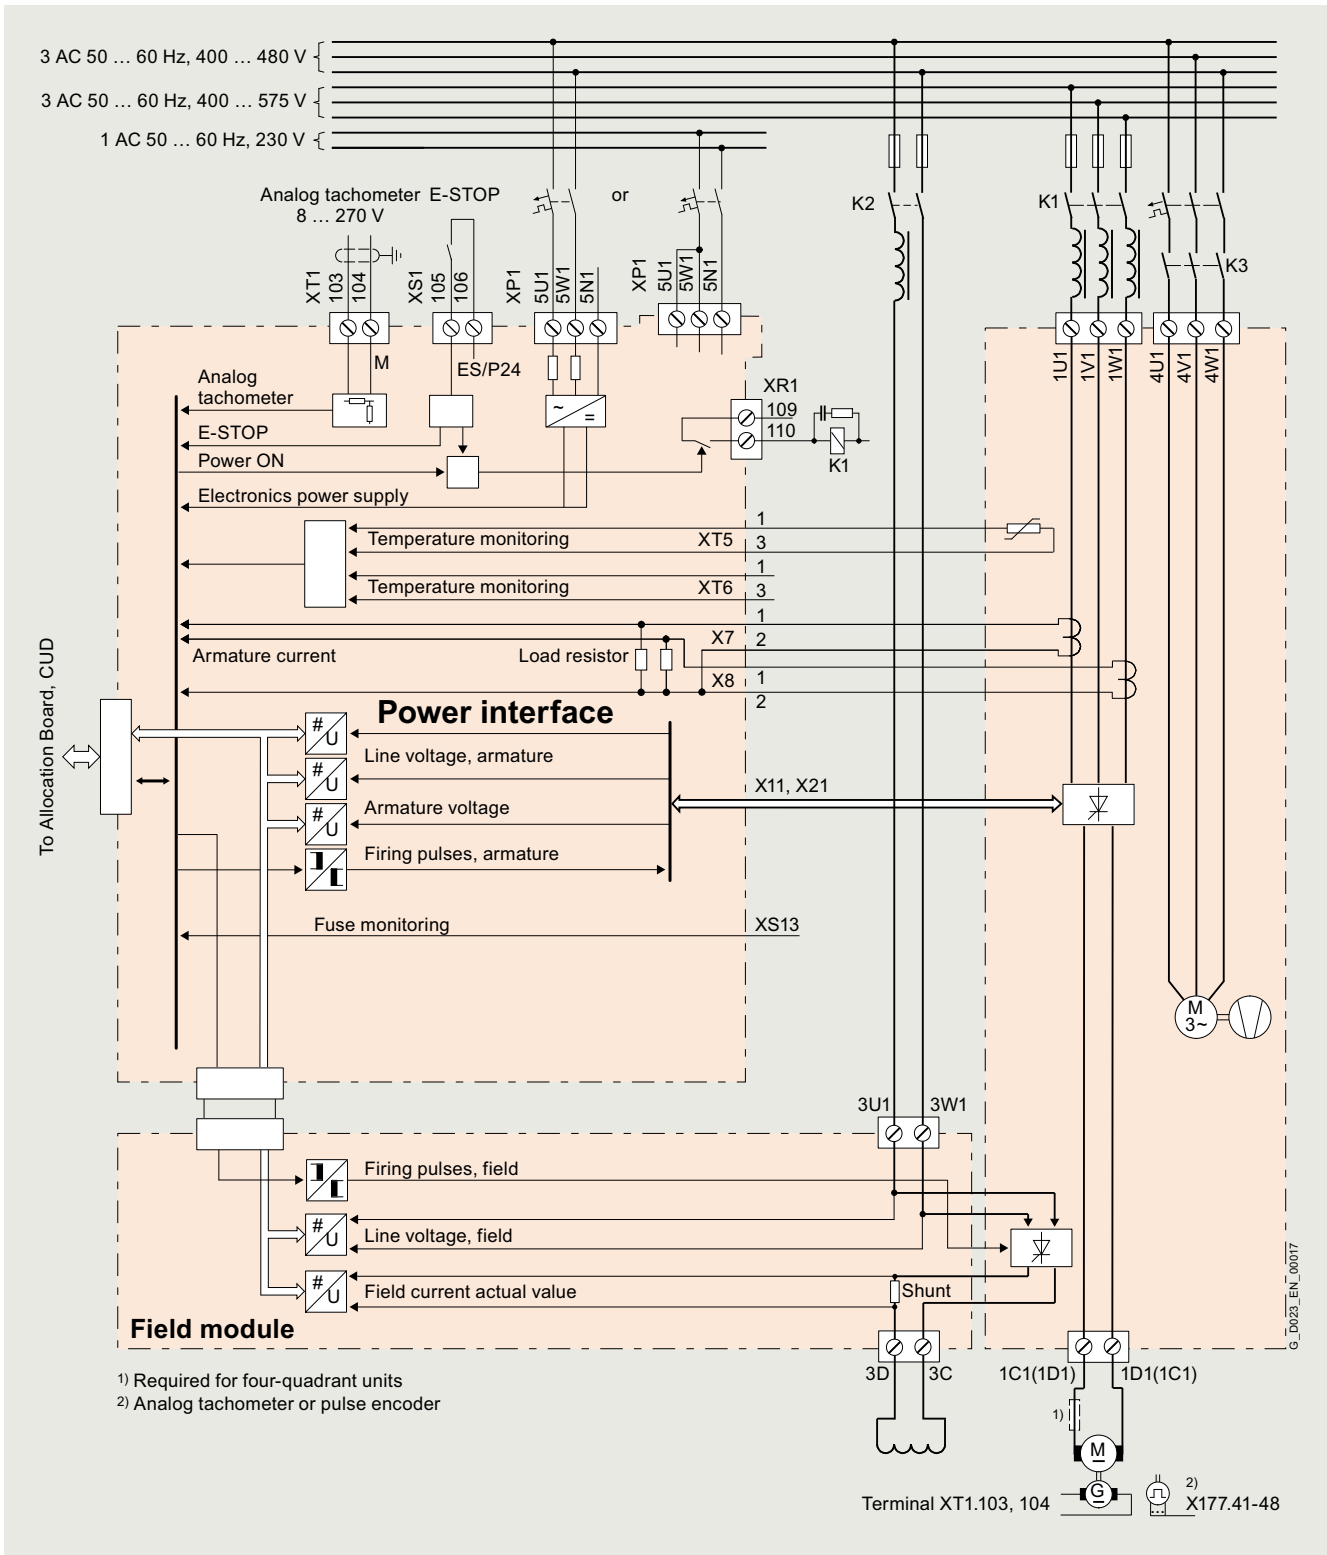 3 AC 50 … 60 Hz, 400 … 480 V
3 AC 50 … 60 Hz, 400 … 575 V
1 AC 50 … 60 Hz, 230 V
Analog tachometer
8 … 270 V
E-STOP
or
K2
K1
K3
XT1
103
104
XS1
105
106
XP1
5U1
5W1
5N1
XP1
5U1
5W1
5N1
M
ES/P24
1U1
1V1
1W1
4U1
4V1
4W1
Analog
tachometer
~
=
XR1
109
110
K1
E-STOP
Power ON
Electronics power supply
1
Temperature monitoring
XT5
3
1
Temperature monitoring
XT6
3
1
X7
2
Armature current
Load resistor
X8
1
2
To Allocation Board, CUD
Power interface
#
U
Line voltage, armature
#
U
X11, X21
Armature voltage
#
U
Firing pulses, armature
Fuse monitoring
XS13
M
3~
3U1
3W1
Firing pulses, field
#
U
Line voltage, field
#
U
Field current actual value
Shunt
Field module
G_D023_EN_00017
3D
3C
1C1(1D1)
1D1(1C1)
1) Required for four-quadrant units
2) Analog tachometer or pulse encoder
1)
M
G
Terminal XT1.103, 104
2)
X177.41-48